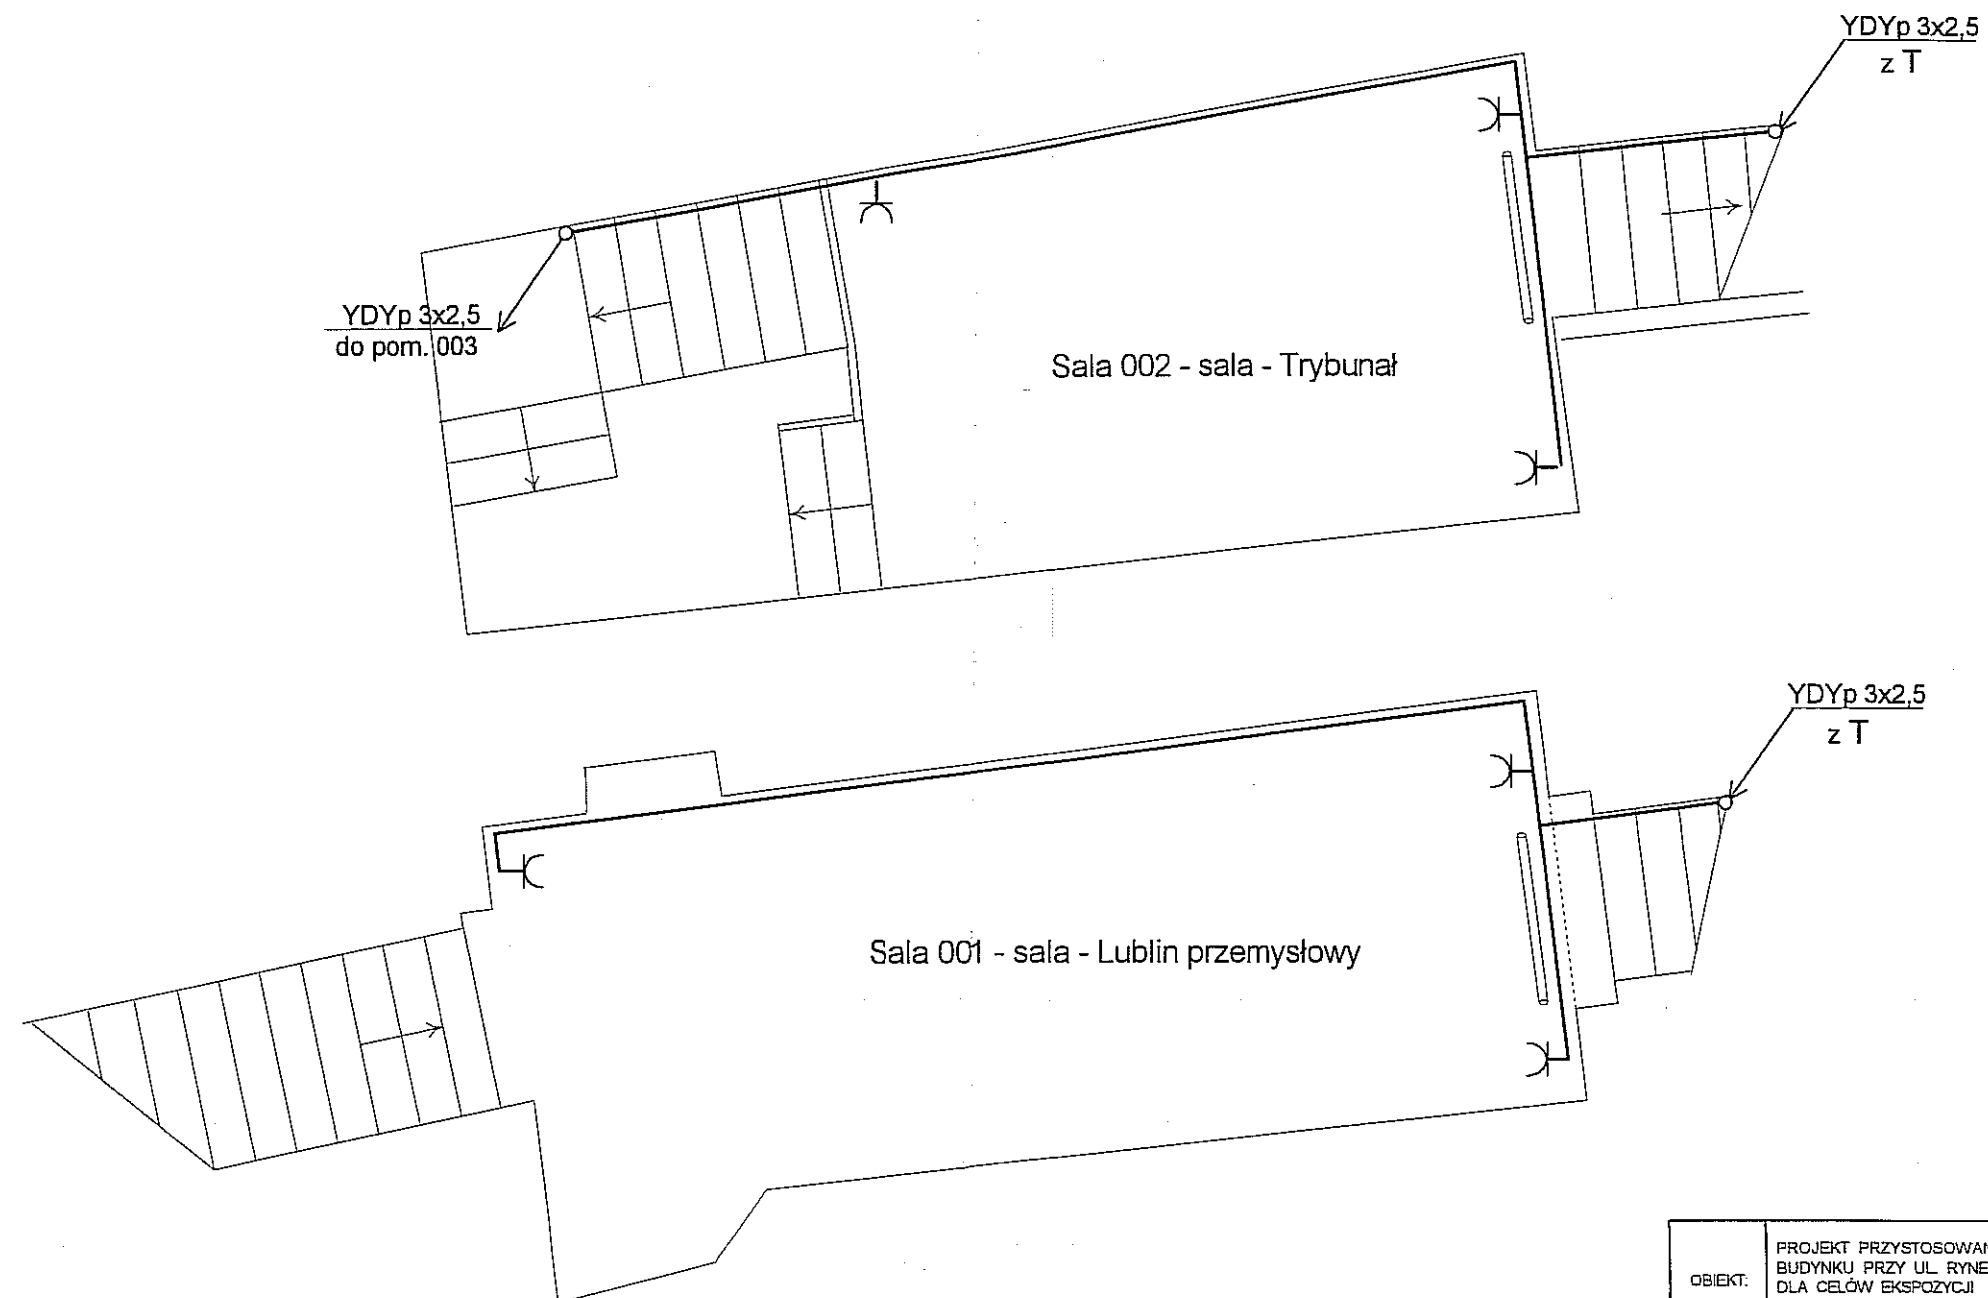 YDYp 3x2,5
z T
YDYp 3x2,5
do pom. 003
Sala 002 - sala - Trybunał
YDYp 3x2,5
z T
Sala 001 - sala - Lublin przemysłowy
OBIEKT:
PROJEKT PRZYSTOSOWAN
BUDYNKU PRZY UL. RYNE
DLA CELÓW EKSPOZYCJI